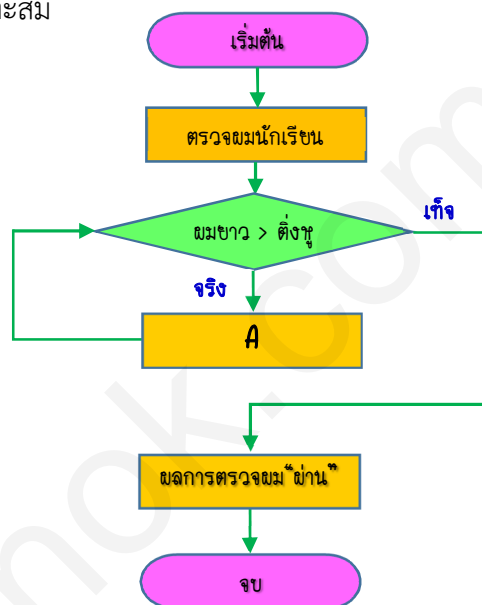 ะสม
เริ่มต้น
ตรวจผมนักเรียน
ผมยาว > ติ่งหู
เท็จ
จริง
A
ผลการตรวจผม "ผ่าน"
จบ
nok.com